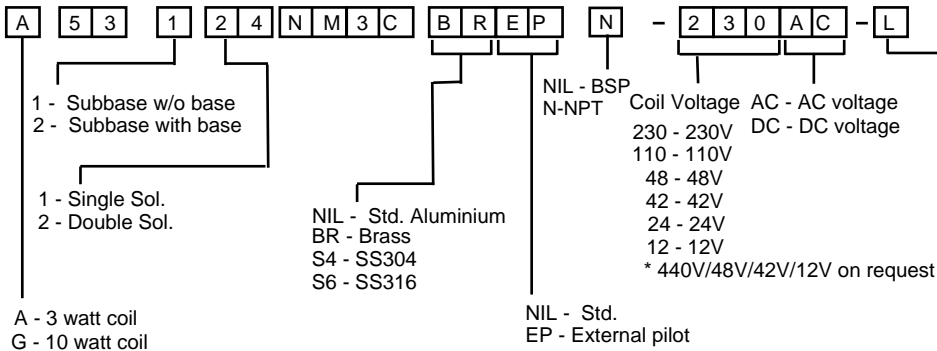 A 5 3 1 2 4 N M 3 C B R E P N - 2 3 0 A C - L
1 - Subbase w/o base
2 - Subbase with base
1 - Single Sol.
2 - Double Sol.
A - 3 watt coil
G - 10 watt coil
NIL - Std. Aluminium
BR - Brass
S4 - SS304
S6 - SS316
NIL - Std.
EP - External pilot
NIL - BSP
N-NPT
Coil Voltage
230 - 230V
110 - 110V
48 - 48V
42 - 42V
24 - 24V
12 - 12V
* 440V/48V/42V/12V on request
AC - AC voltage
DC - DC voltage